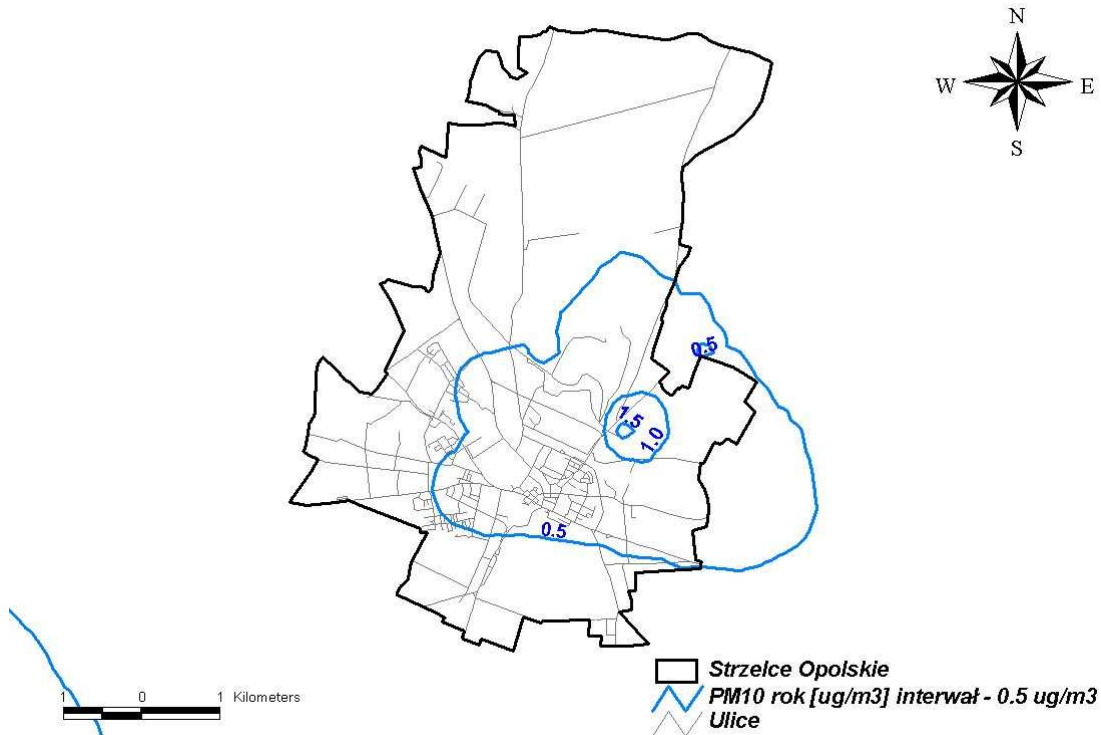 N
W E
S
0.5
1.5
1.0
0.5
1 0 1 Kilometers
Strzelce Opolskie
PM10 rok [ug/m3] interwał - 0.5 ug/m3
Ulice